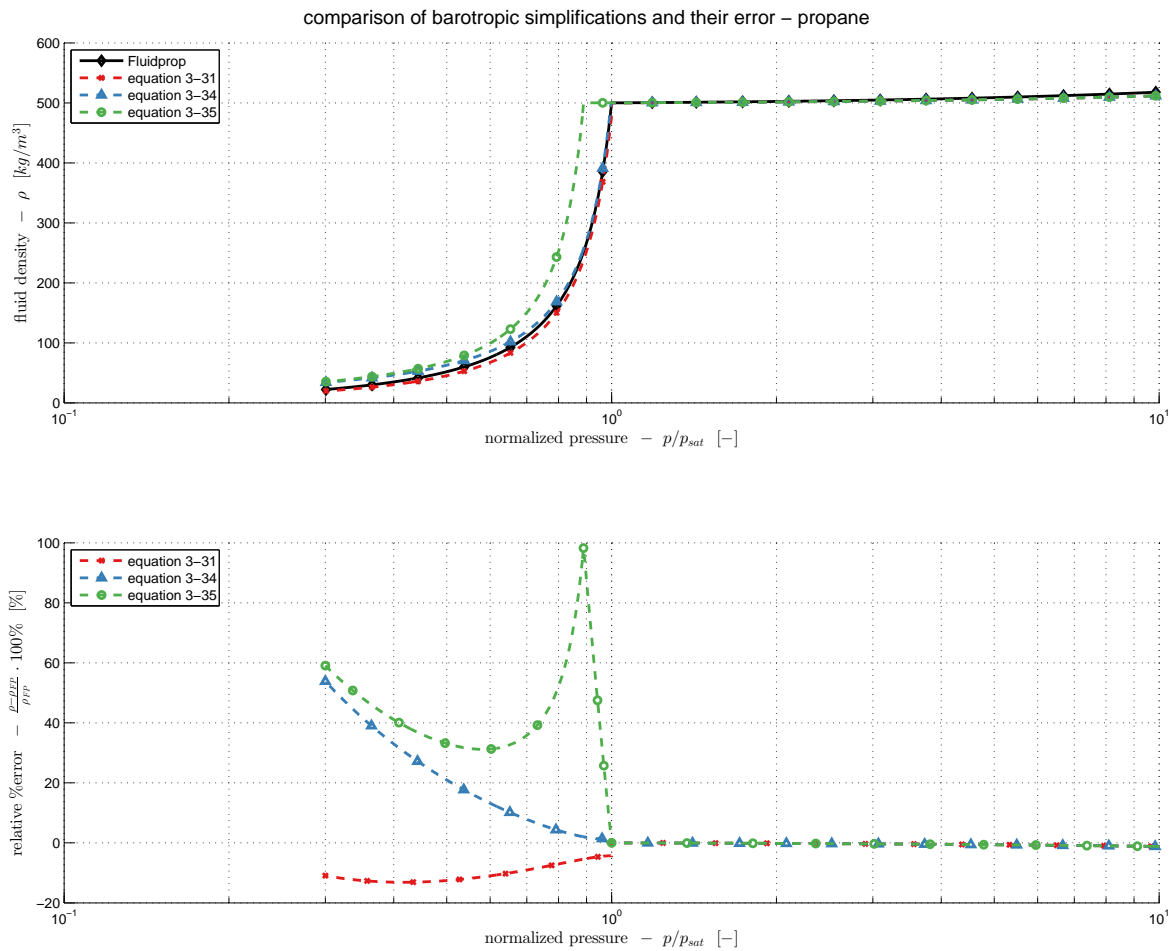 comparison of barotropic simplifications and their error − propane
600
500
400
300
200
100
0
fluid density − ρ [kg/m³]
Fluidprop
equation 3−31
equation 3−34
equation 3−35
10⁻¹
10⁰
10¹
normalized pressure − p/p_sat [−]
100
80
60
40
20
0
−20
relative %error − (ρ−ρ_FP)/ρ_FP · 100% [%]
equation 3−31
equation 3−34
equation 3−35
10⁻¹
10⁰
10¹
normalized pressure − p/p_sat [−]